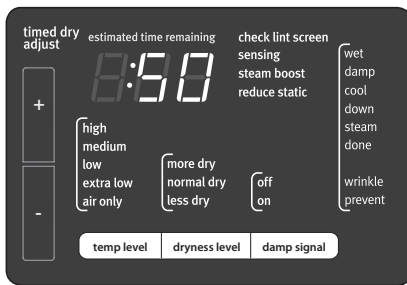 timed dry
adjust
estimated time remaining
:50
+
-
check lint screen
sensing
steam boost
reduce static
wet
damp
cool
down
steam
done
wrinkle
prevent
high
medium
low
extra low
air only
more dry
normal dry
less dry
off
on
temp level
dryness level
damp signal